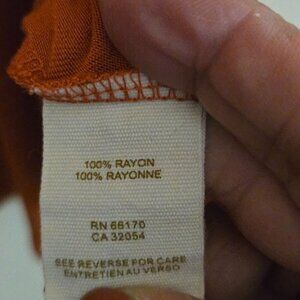 100% RAYON
100% RAYONNE
RN 66170
CA 32054
SEE REVERSE FOR CARE
ENTRETIEN AU VERSO